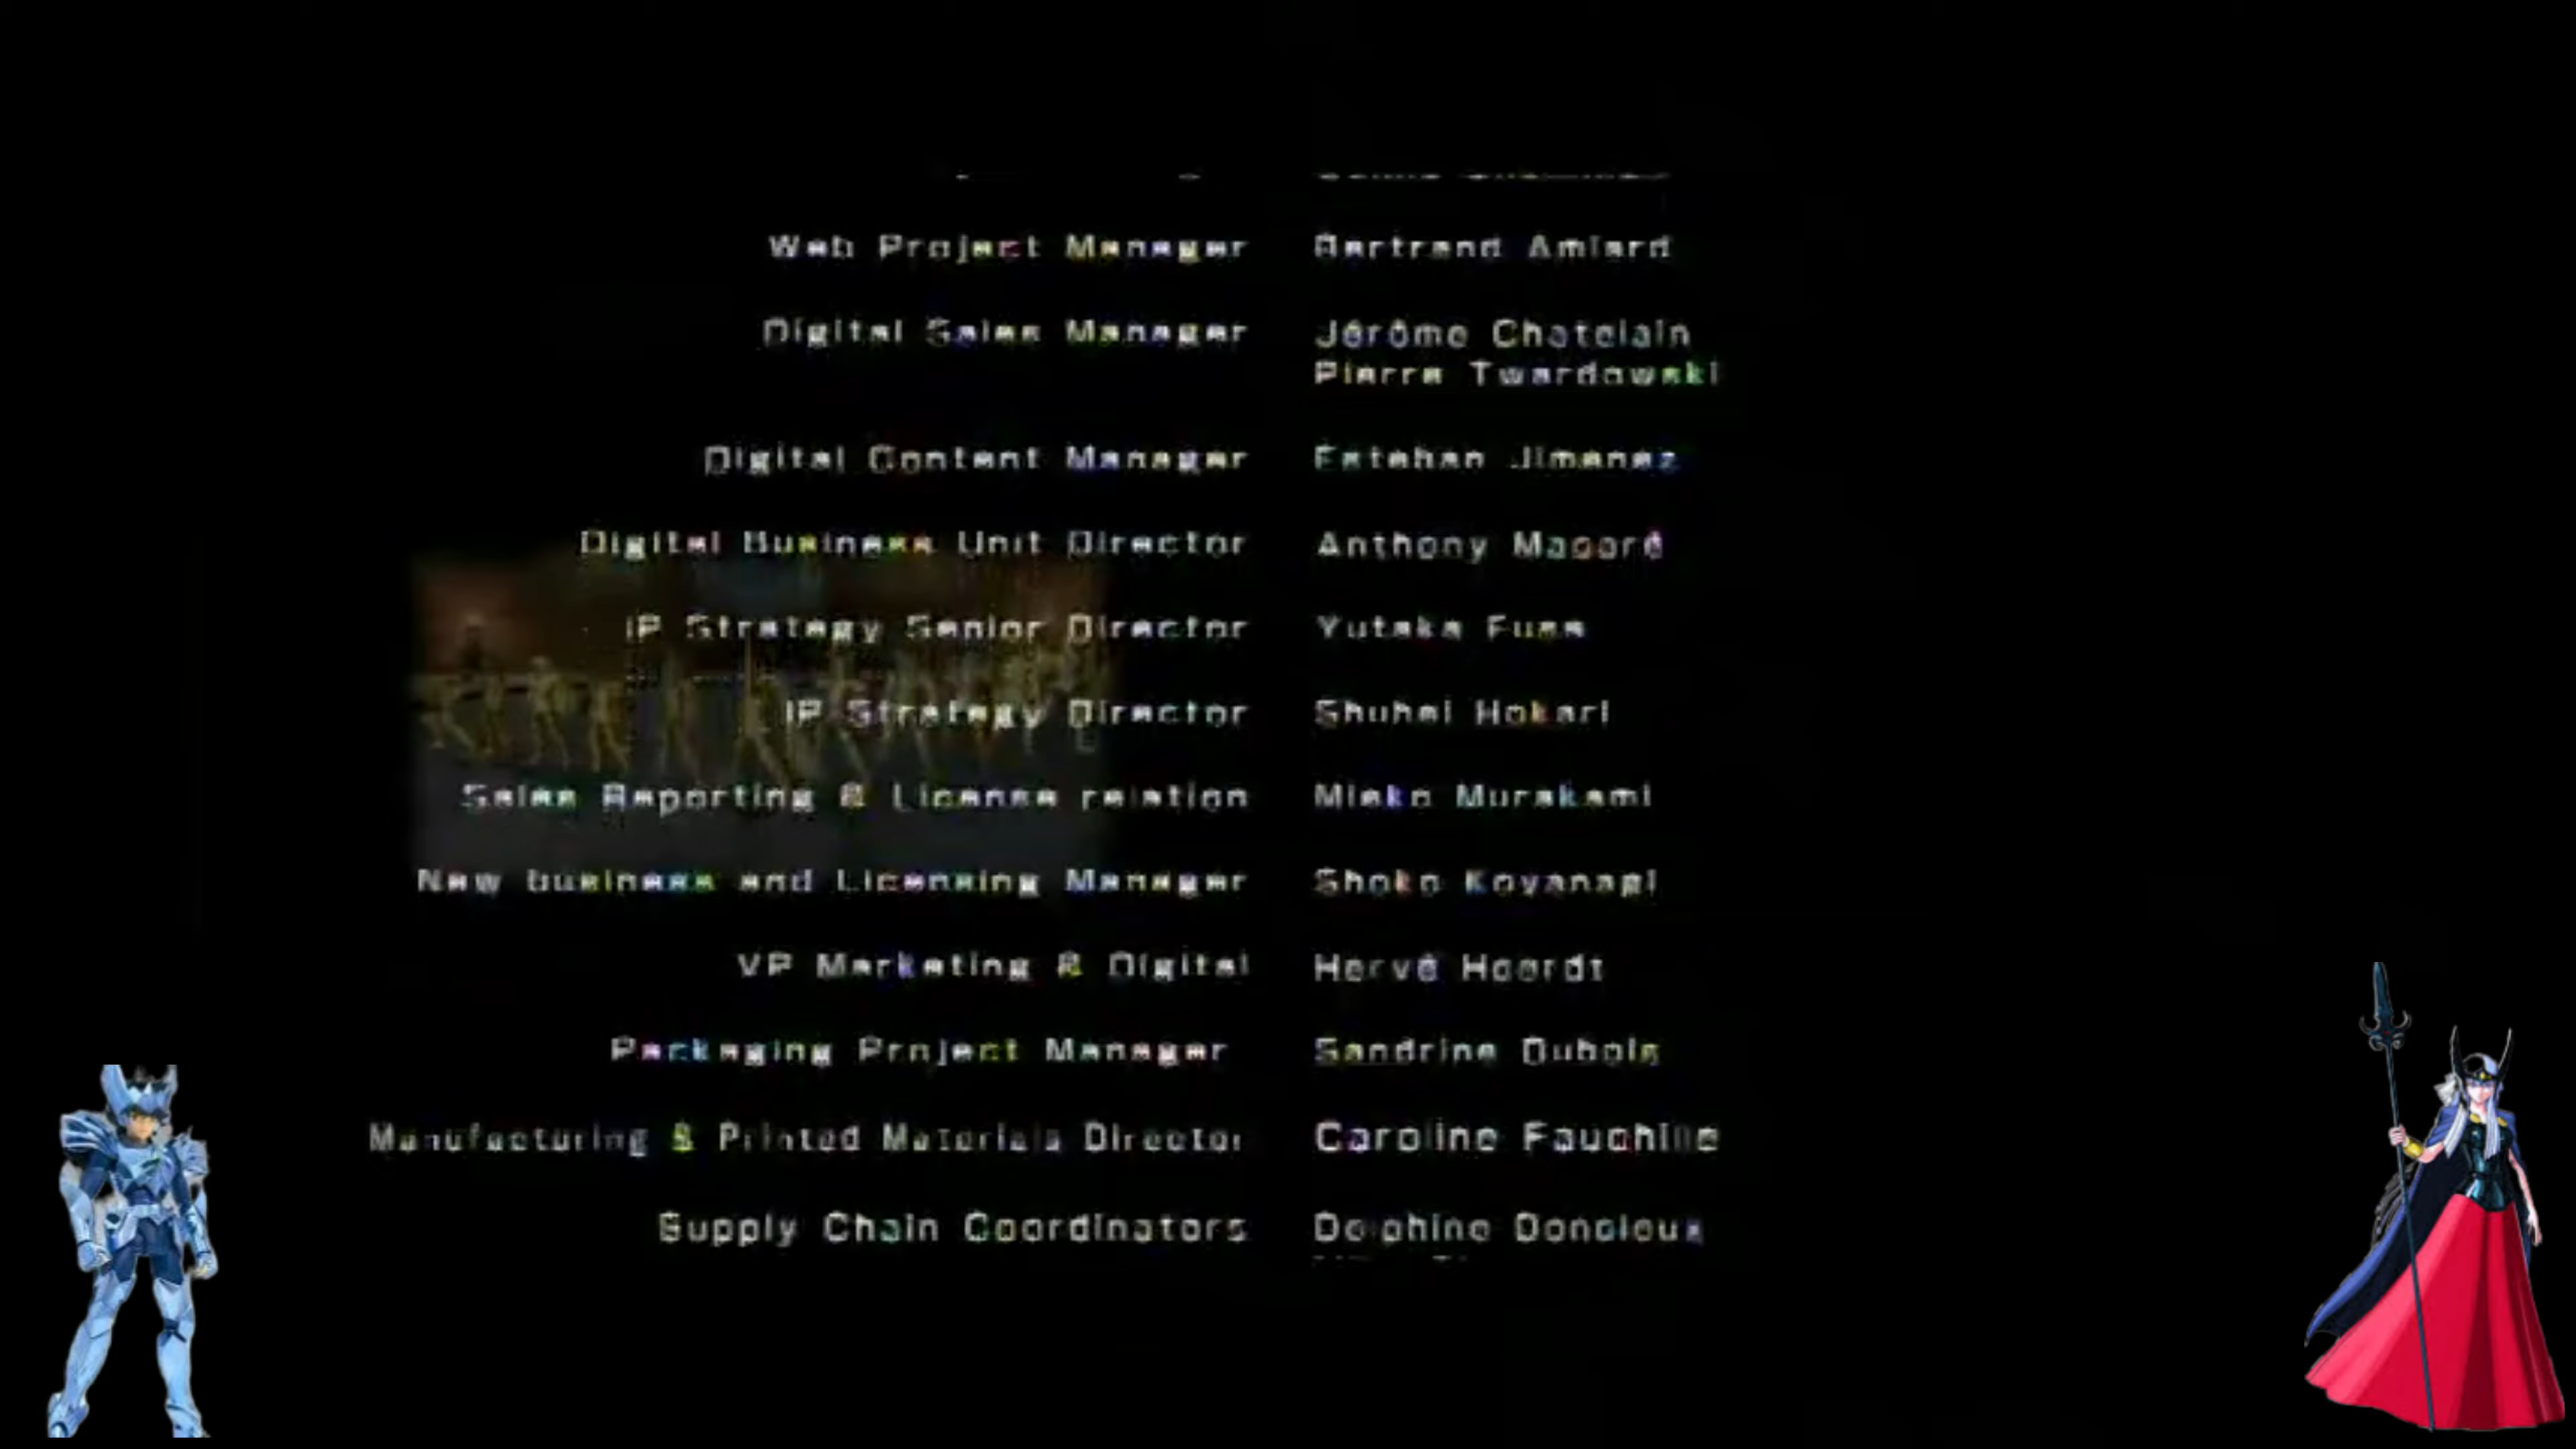 Web Project Manager Bertrand Amiard
Digital Sales Manager Jérôme Chatelain
Pierre Twardowski
Digital Content Manager Esteban Jimenez
Digital Business Unit Director Anthony Macaré
IP Strategy Senior Director Yutaka Fuse
IP Strategy Director Shuhei Hokari
Sales Reporting & License relation Mieko Murakami
New business and Licensing Manager Shoko Koyanagi
VP Marketing & Digital Hervé Hoerdt
Packaging Project Manager Sandrine Dubois
Manufacturing & Printed Materials Director Caroline Fauchille
Supply Chain Coordinators Delphine